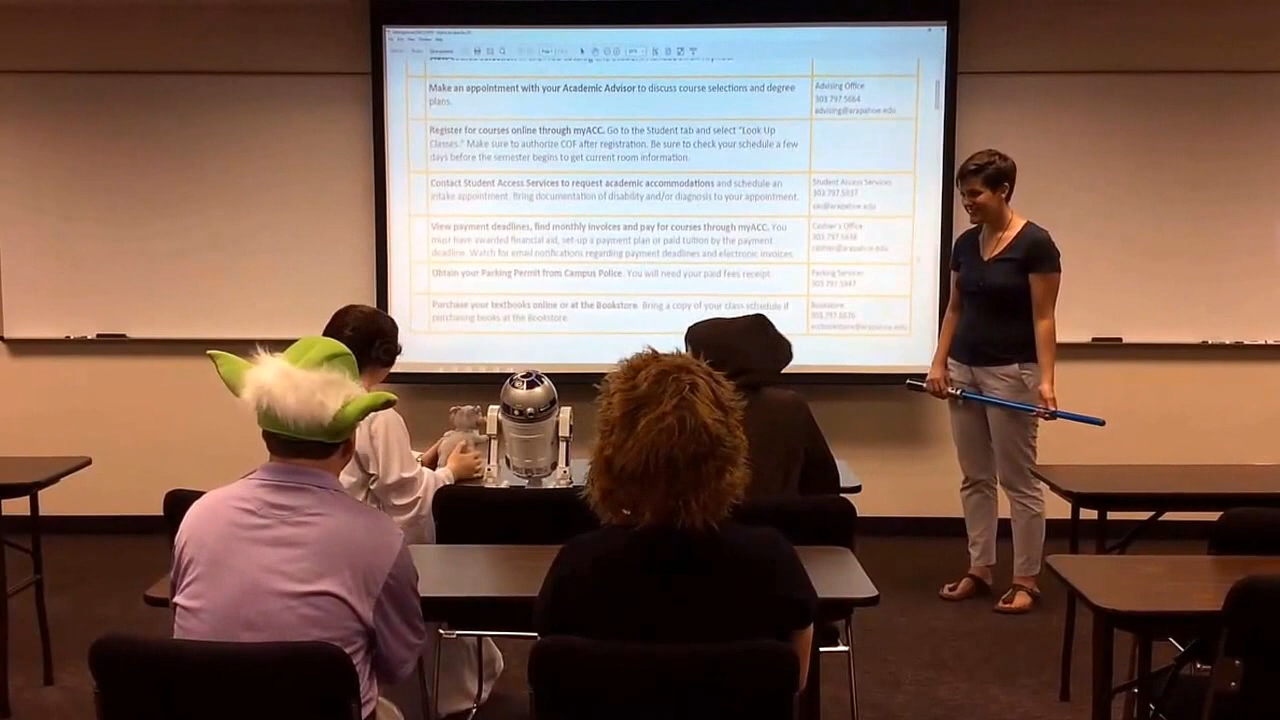 Make an appointment with your Academic Advisor to discuss course selections and degree
plans.
Advising Office
303.797.5664
advising@arapahoe.edu
Register for courses online through myACC. Go to the Student tab and select "Look Up
Classes." Make sure to authorize COF after registration. Be sure to check your schedule a few
days before the semester begins to get current room information.
Contact Student Access Services to request academic accommodations and schedule an
intake appointment. Bring documentation of disability and/or diagnosis to your appointment.
Student Access Services
303.797.5937
View payment deadlines, find monthly invoices and pay for courses through myACC. You
must have awarded financial aid, set-up a payment plan or paid tuition by the payment
deadline. Watch for email notifications regarding payment deadlines and electronic invoices.
Cashier's Office
Obtain your Parking Permit from Campus Police. You will need your paid fees receipt.
Parking Services
Purchase your textbooks online or at the Bookstore. Bring a copy of your class schedule if
purchasing books at the Bookstore.
Bookstore